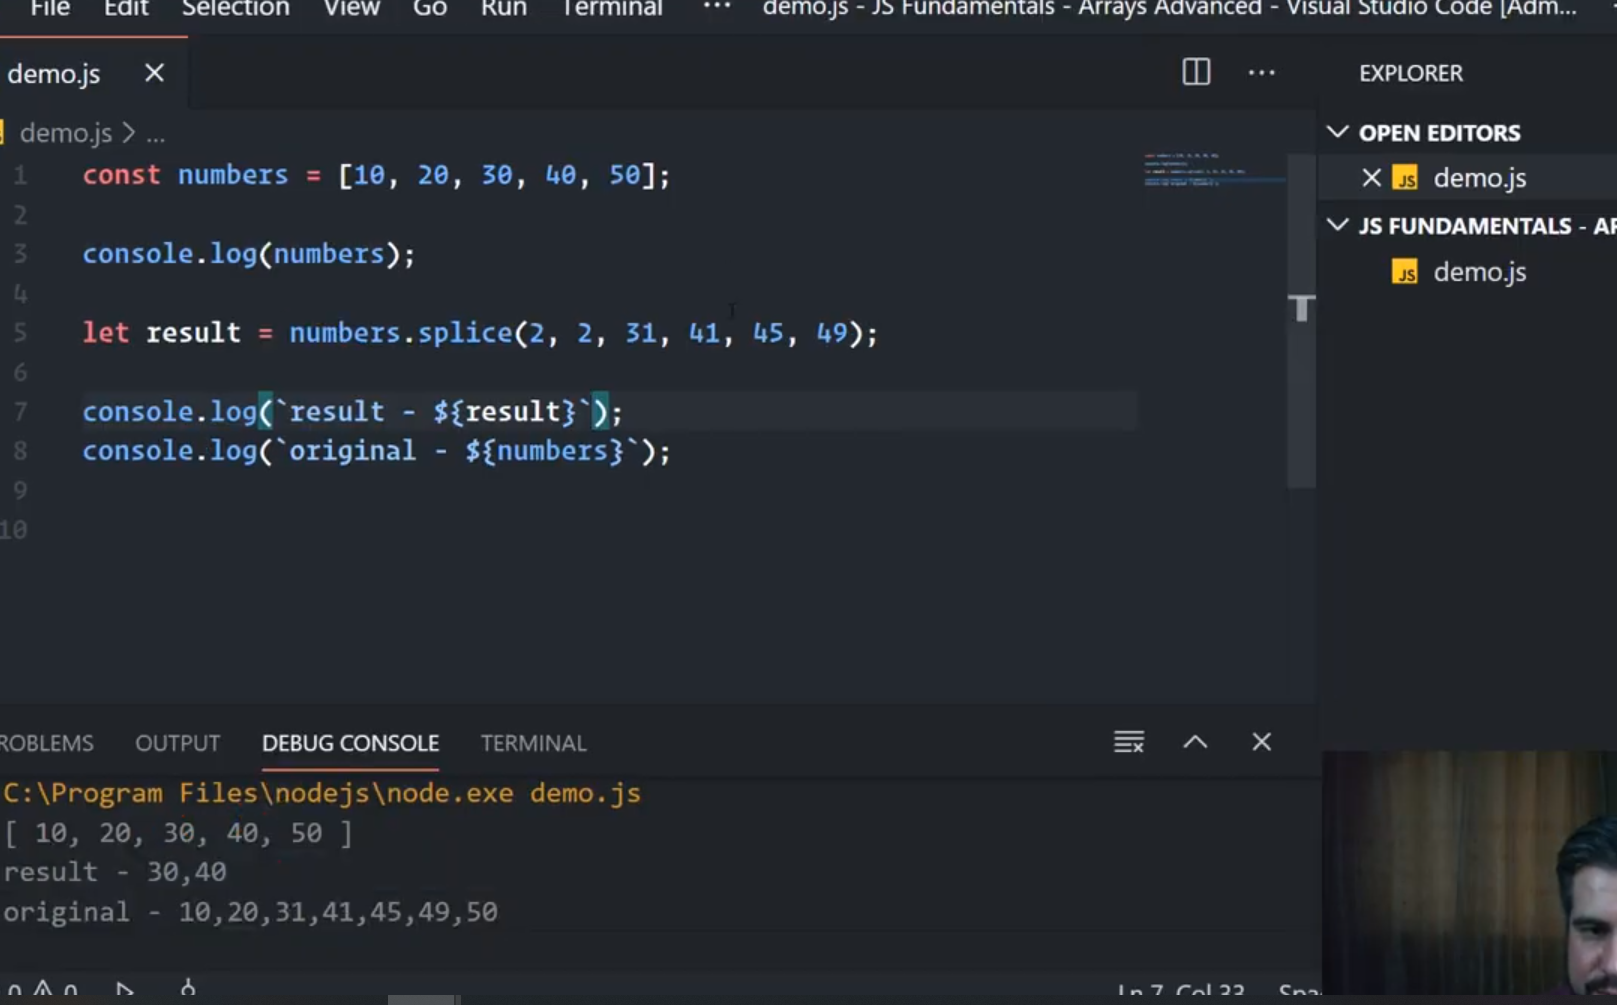 File Edit Selection View Go Run Terminal ··· demo.js - JS Fundamentals - Arrays Advanced - Visual Studio Code [Adm...
demo.js
EXPLORER
demo.js > ...
OPEN EDITORS
JS demo.js
JS FUNDAMENTALS - AR
JS demo.js
1 const numbers = [10, 20, 30, 40, 50];
2
3 console.log(numbers);
4
5 let result = numbers.splice(2, 2, 31, 41, 45, 49);
6
7 console.log(`result - ${result}`);
8 console.log(`original - ${numbers}`);
9
10
ROBLEMS OUTPUT DEBUG CONSOLE TERMINAL
C:\Program Files\nodejs\node.exe demo.js
[ 10, 20, 30, 40, 50 ]
result - 30,40
original - 10,20,31,41,45,49,50
0 0 Ln 7, Col 33 Spa